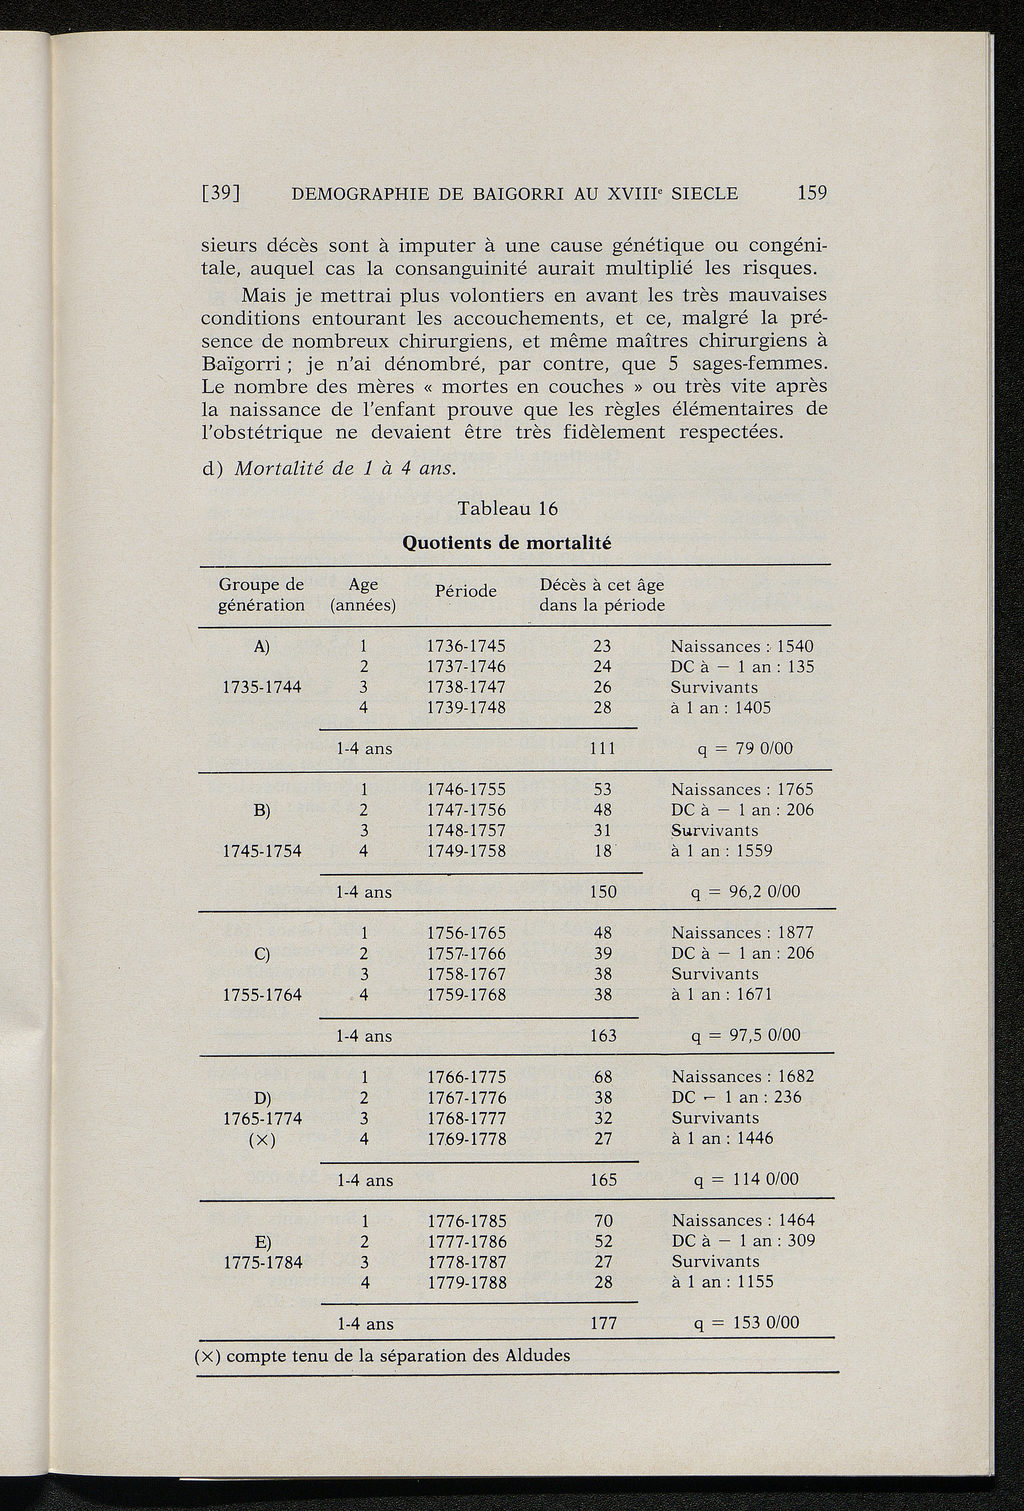 [39] DEMOGRAPHIE DE BAIGORRI AU XVIIIe SIECLE 159
sieurs décès sont à imputer à une cause génétique ou congéni-
tale, auquel cas la consanguinité aurait multiplié les risques.
Mais je mettrai plus volontiers en avant les très mauvaises
conditions entourant les accouchements, et ce, malgré la pré-
sence de nombreux chirurgiens, et même maîtres chirurgiens à
Baïgorri ; je n'ai dénombré, par contre, que 5 sages-femmes.
Le nombre des mères « mortes en couches » ou très vite après
la naissance de l'enfant prouve que les règles élémentaires de
l'obstétrique ne devaient être très fidèlement respectées.
d) Mortalité de 1 à 4 ans.
Tableau 16
Quotients de mortalité
Groupe de Age Période Décès à cet âge
génération (années) dans la période
A) 1 1736-1745 23 Naissances : 1540
2 1737-1746 24 DC à — 1 an : 135
1735-1744 3 1738-1747 26 Survivants
4 1739-1748 28 à 1 an : 1405
1-4 ans 111 q = 79 0/00
1 1746-1755 53 Naissances : 1765
B) 2 1747-1756 48 DC à — 1 an : 206
3 1748-1757 31 Survivants
1745-1754 4 1749-1758 18 à 1 an : 1559
1-4 ans 150 q = 96,2 0/00
1 1756-1765 48 Naissances : 1877
C) 2 1757-1766 39 DC à — 1 an : 206
3 1758-1767 38 Survivants
1755-1764 4 1759-1768 38 à 1 an : 1671
1-4 ans 163 q = 97,5 0/00
1 1766-1775 68 Naissances : 1682
D) 2 1767-1776 38 DC — 1 an : 236
1765-1774 3 1768-1777 32 Survivants
(X) 4 1769-1778 27 à 1 an : 1446
1-4 ans 165 q = 114 0/00
1 1776-1785 70 Naissances : 1464
E) 2 1777-1786 52 DC à — 1 an : 309
1775-1784 3 1778-1787 27 Survivants
4 1779-1788 28 à 1 an : 1155
1-4 ans 177 q = 153 0/00
(X) compte tenu de la séparation des Aldudes